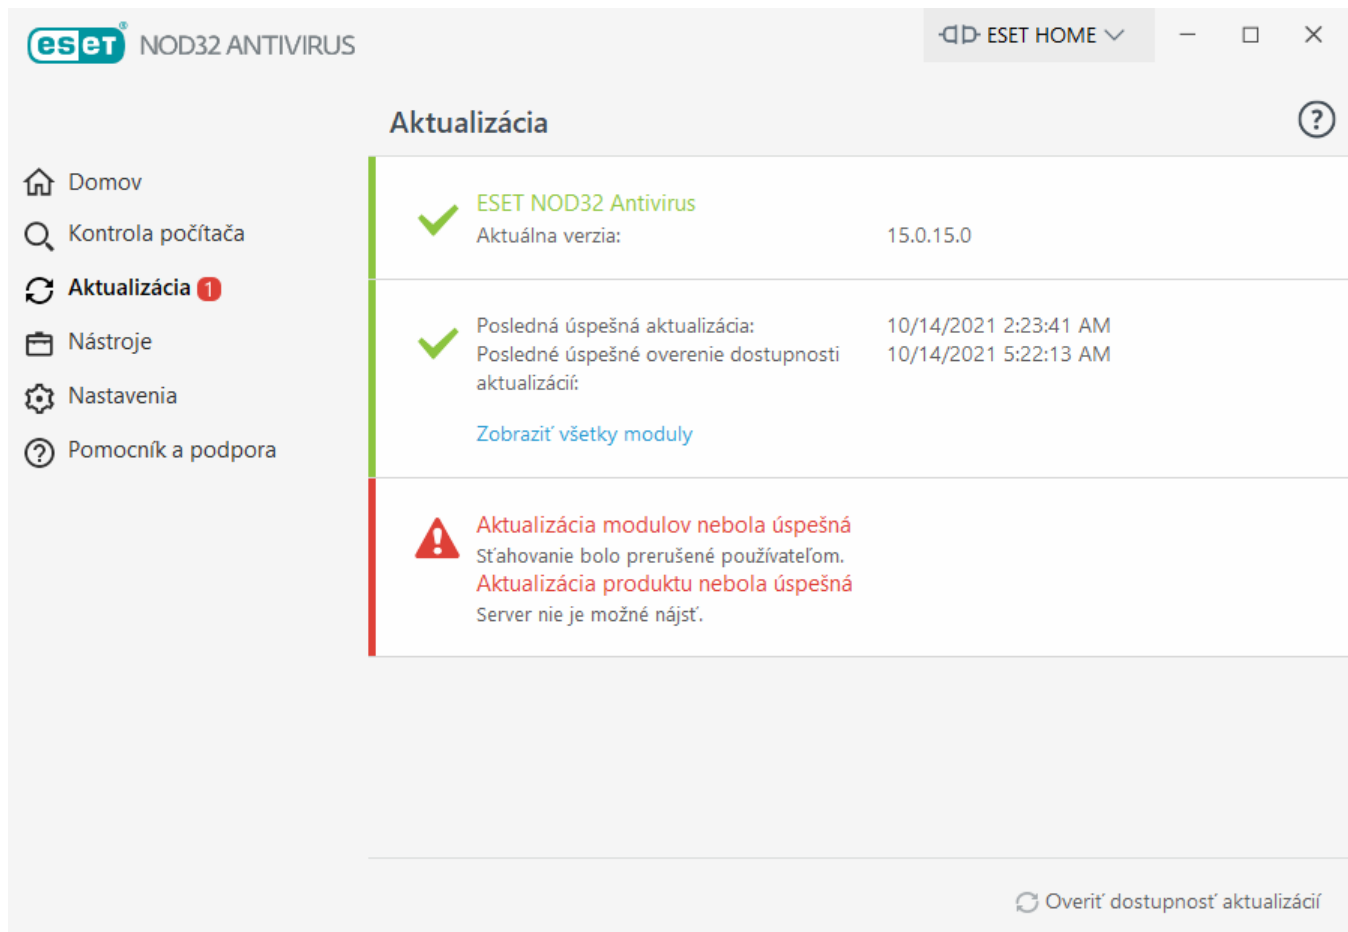 eset® NOD32 ANTIVIRUS
ESET HOME
Aktualizácia
?
Domov
Kontrola počítača
Aktualizácia 1
Nástroje
Nastavenia
Pomocník a podpora
ESET NOD32 Antivirus
Aktuálna verzia: 15.0.15.0
Posledná úspešná aktualizácia: 10/14/2021 2:23:41 AM
Posledné úspešné overenie dostupnosti 10/14/2021 5:22:13 AM
aktualizácií:
Zobraziť všetky moduly
Aktualizácia modulov nebola úspešná
Sťahovanie bolo prerušené používateľom.
Aktualizácia produktu nebola úspešná
Server nie je možné nájsť.
Overiť dostupnosť aktualizácií